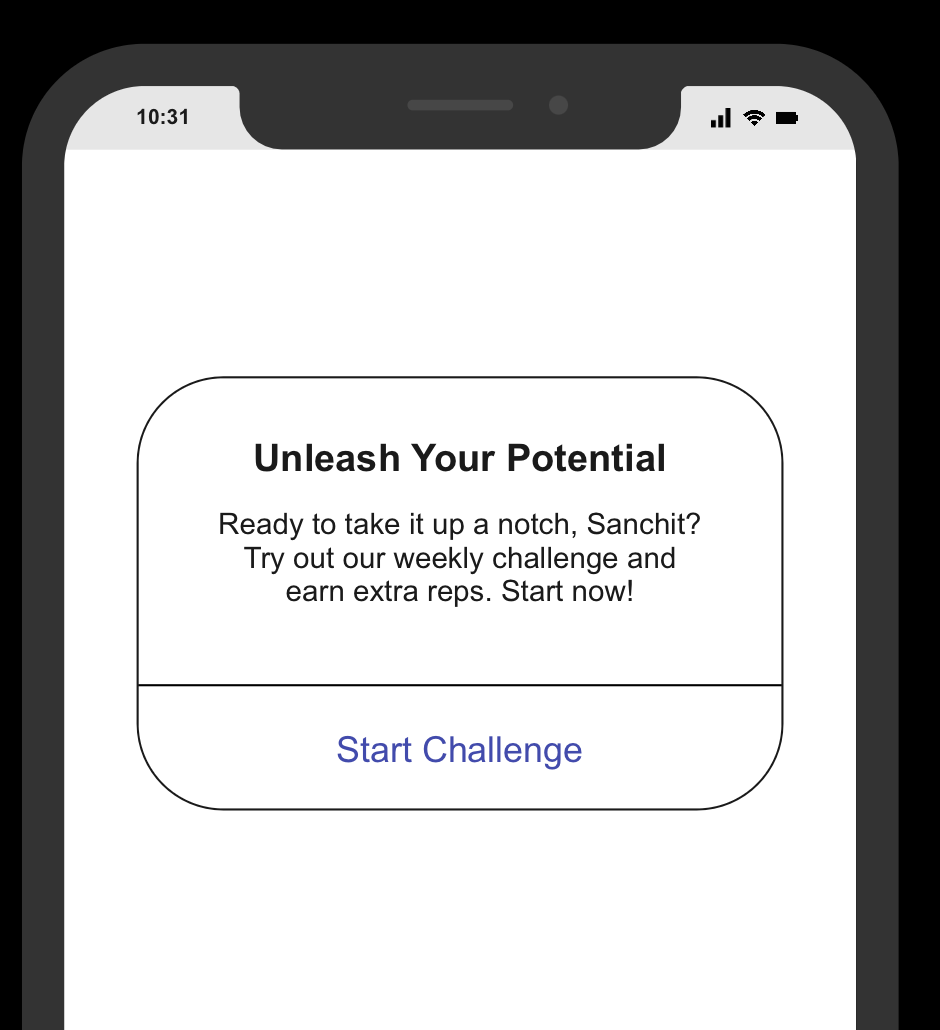 10:31
Unleash Your Potential
Ready to take it up a notch, Sanchit?
Try out our weekly challenge and
earn extra reps. Start now!
Start Challenge